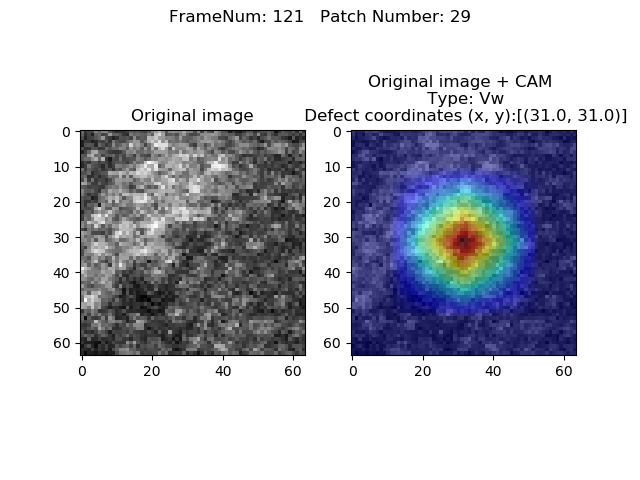 FrameNum: 121   Patch Number: 29
Original image
0
10
20
30
40
50
60
0 20 40 60
Original image + CAM
Type: Vw
Defect coordinates (x, y):[(31.0, 31.0)]
0
10
20
30
40
50
60
0 20 40 60